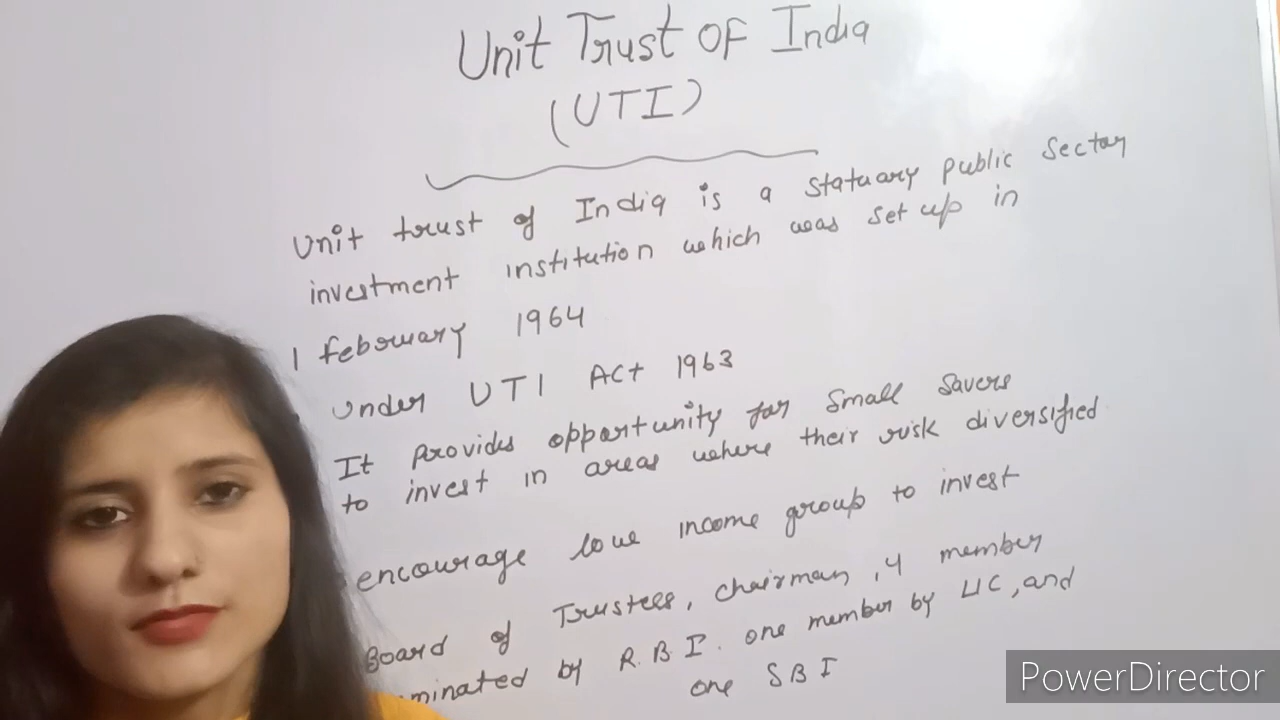 Unit Trust OF India
(UTI)
Unit trust of India is a statuary public sector
investment institution which was set up in
1 february 1964
under UTI Act 1963
It provides opportunity for small savers
to invest in areas where their risk diversified
encourage low income group to invest
Board of Trustees, chairman, 4 member
minated by R.B.I. one member by LIC, and
one SBI
PowerDirector